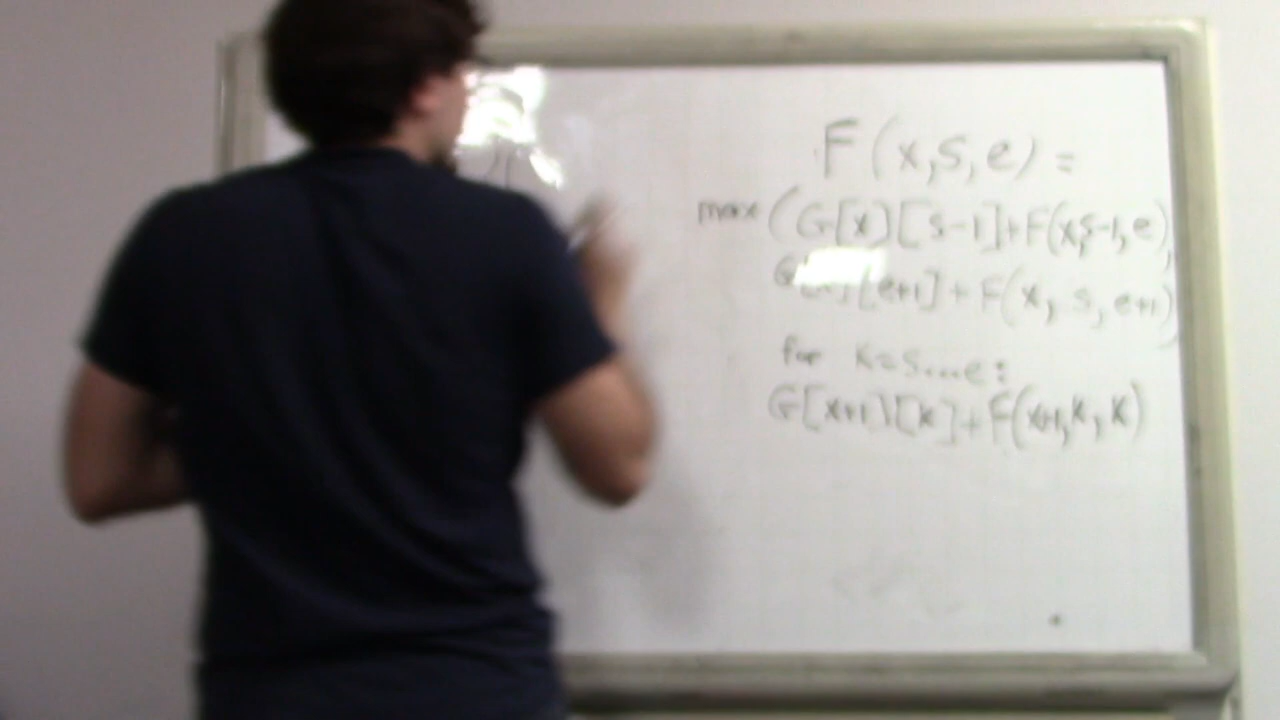 F(x,s,e) =
max (G[x][s-1]+F(x,s-1,e),
[e+1] + F(x, s, e+1)
for k=s...e:
G[x+1][k]+F(x+1,k,k)